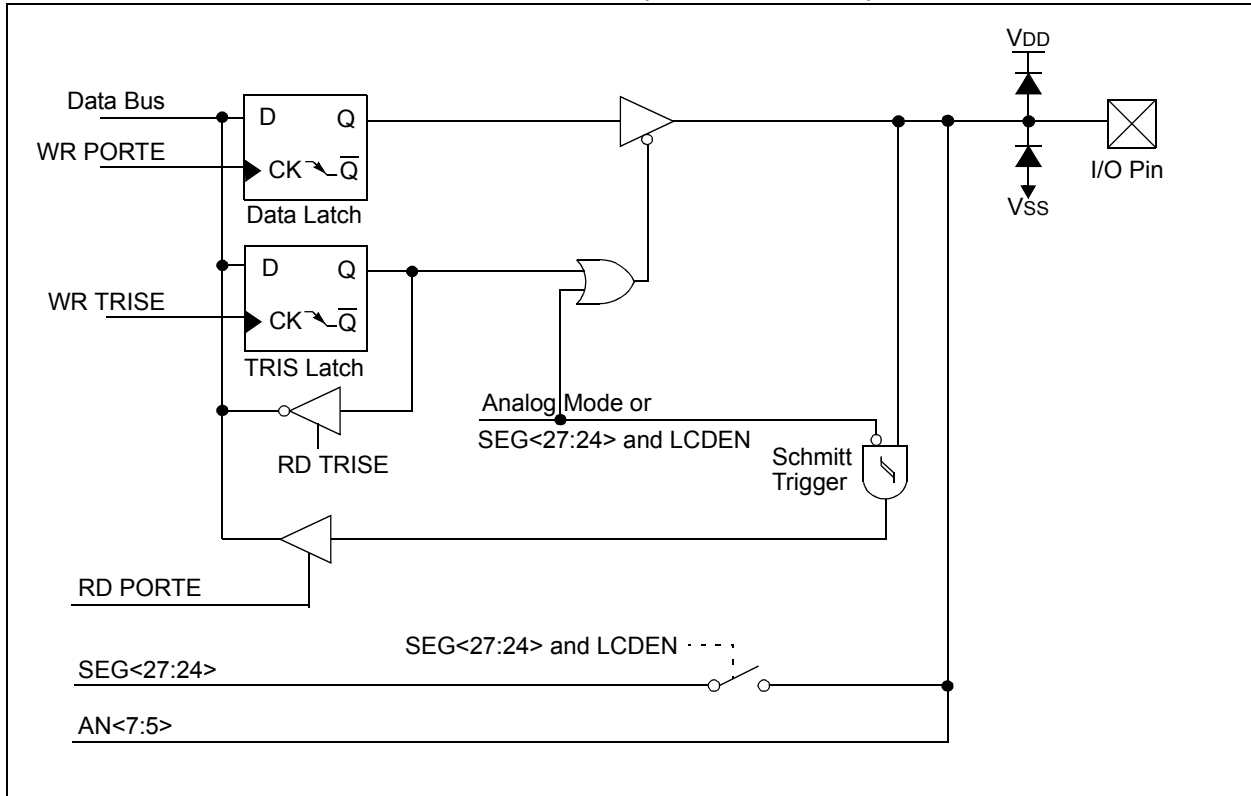 VDD
Data Bus
D Q
WR PORTE
CK Q
I/O Pin
Data Latch
VSS
D Q
WR TRISE
CK Q
TRIS Latch
Analog Mode or
SEG<27:24> and LCDEN
Schmitt
Trigger
RD TRISE
RD PORTE
SEG<27:24> and LCDEN
SEG<27:24>
AN<7:5>